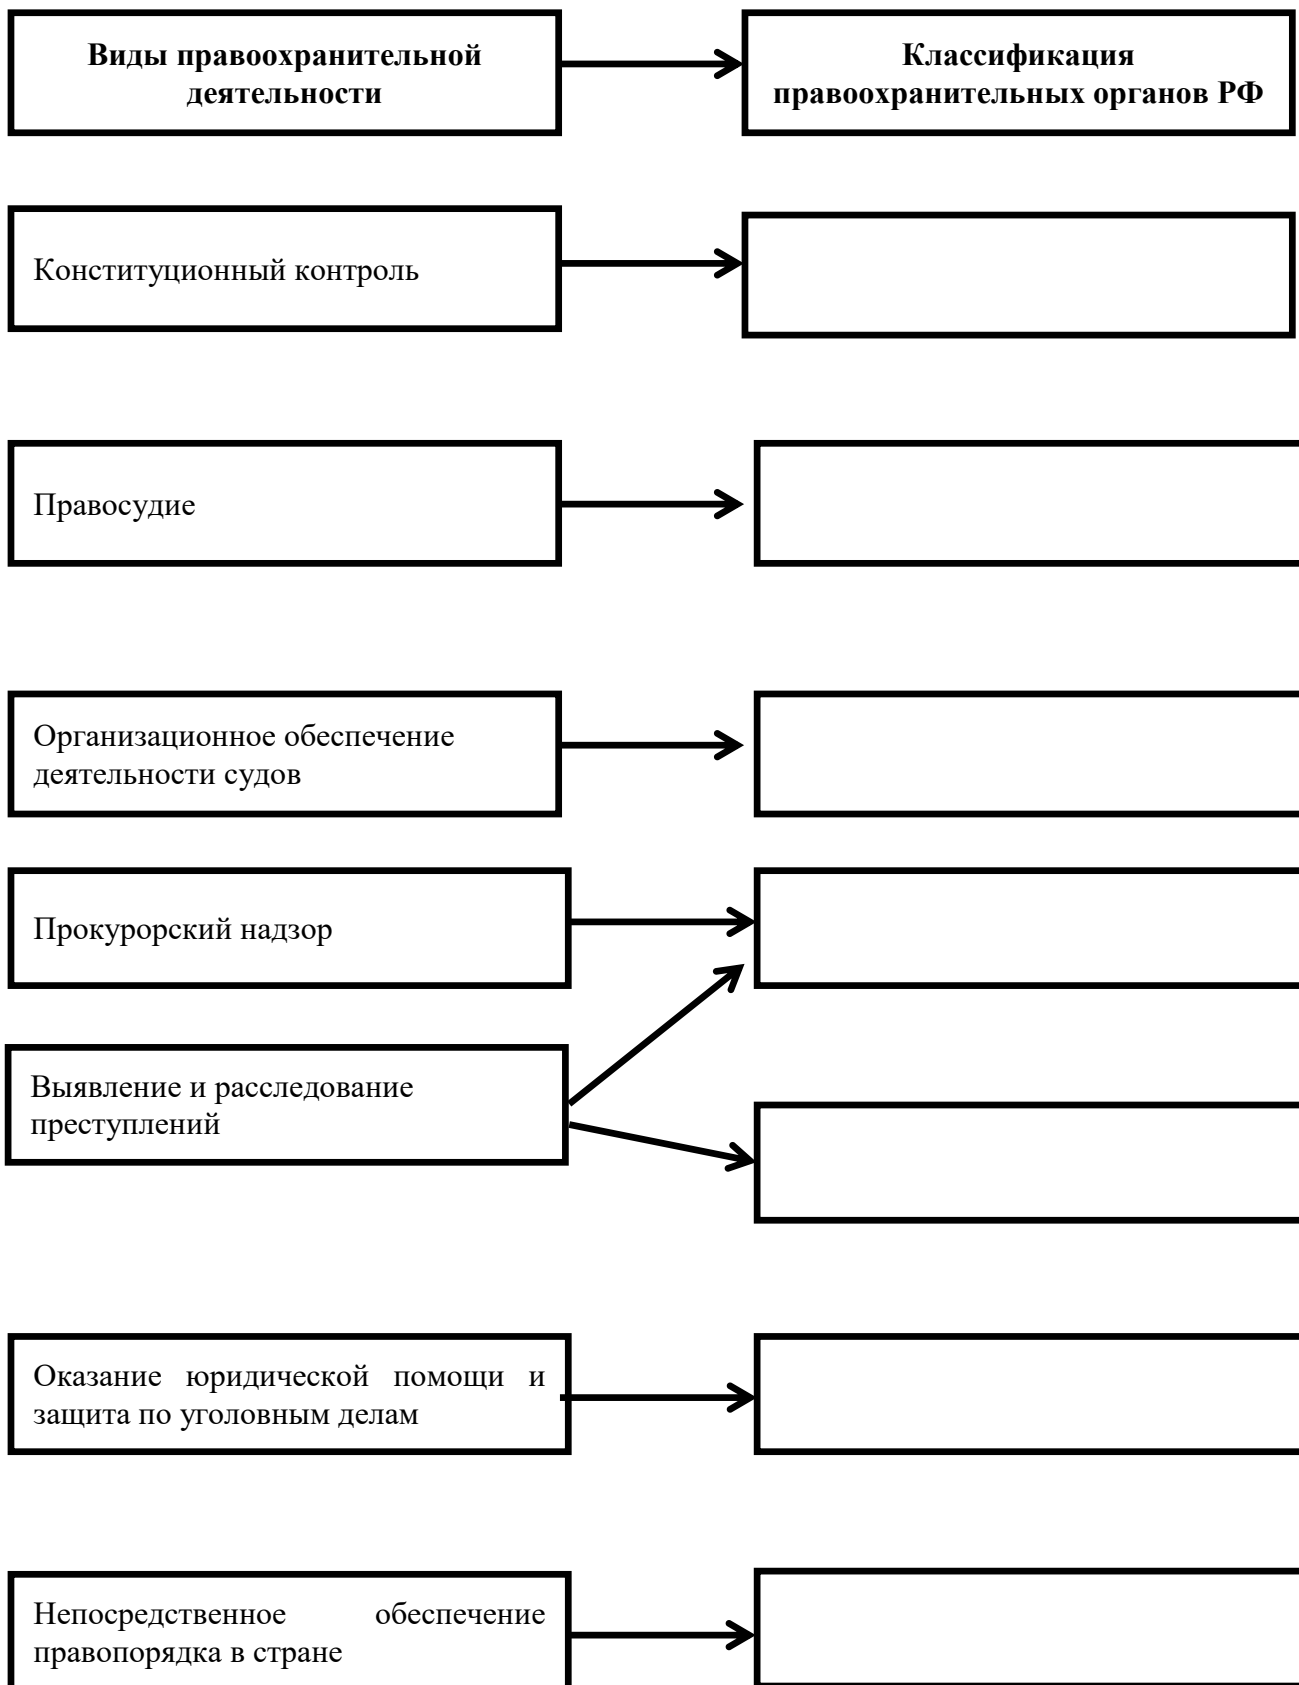 Виды правоохранительной
деятельности
Классификация
правоохранительных органов РФ
Конституционный контроль
Правосудие
Организационное обеспечение
деятельности судов
Прокурорский надзор
Выявление и расследование
преступлений
Оказание юридической помощи и
защита по уголовным делам
Непосредственное обеспечение
правопорядка в стране